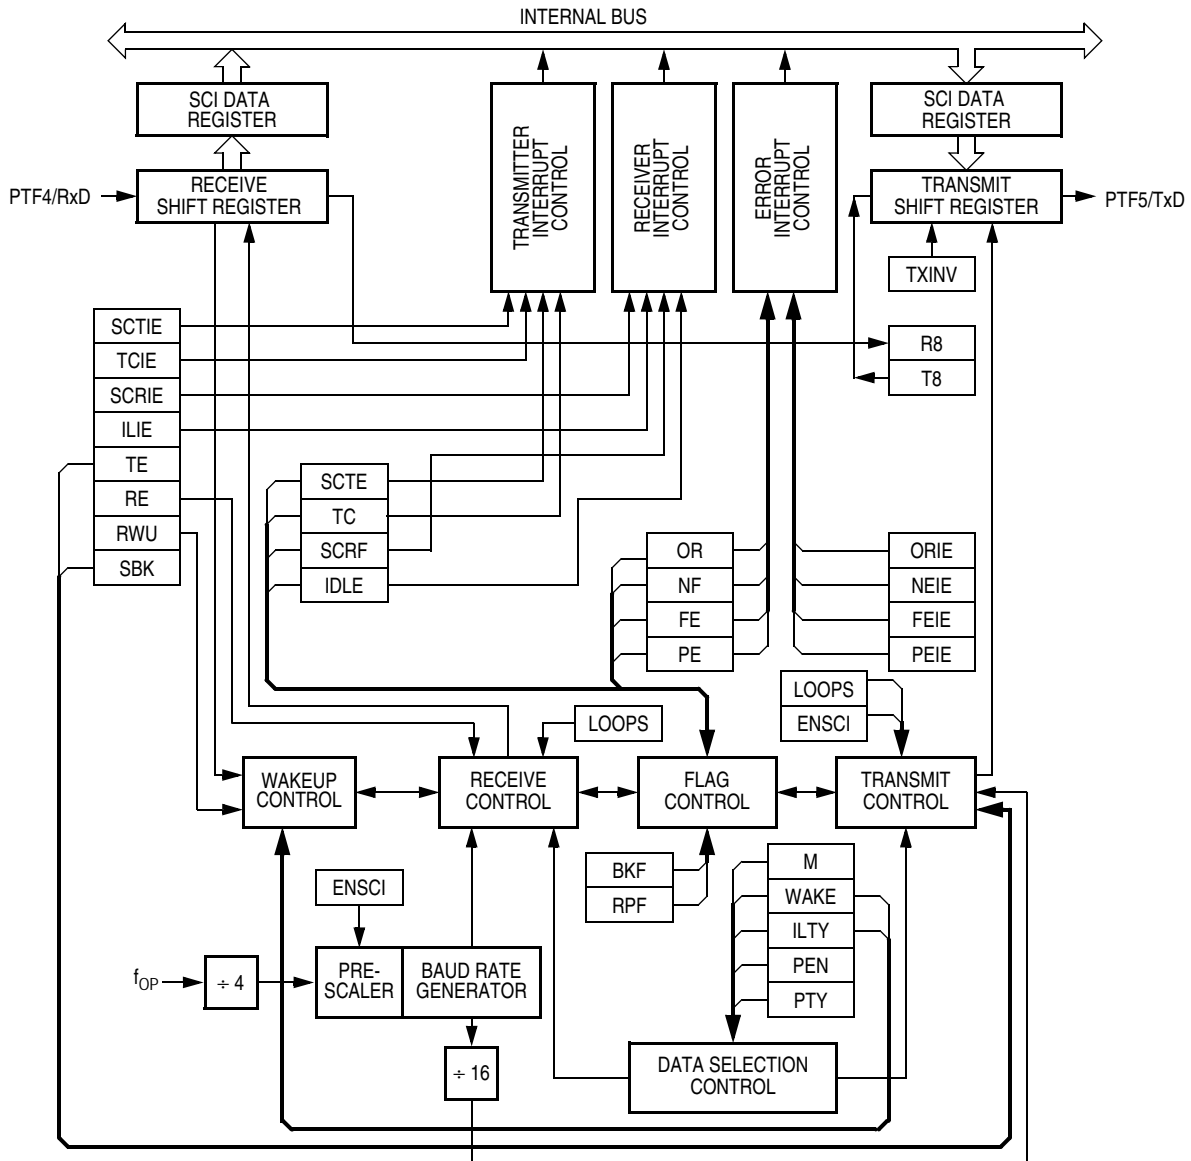 INTERNAL BUS
SCI DATA
REGISTER
SCI DATA
REGISTER
TRANSMITTER
INTERRUPT
CONTROL
RECEIVER
INTERRUPT
CONTROL
ERROR
INTERRUPT
CONTROL
PTF4/RxD
RECEIVE
SHIFT REGISTER
TRANSMIT
SHIFT REGISTER
PTF5/TxD
TXINV
SCTIE
TCIE
SCRIE
ILIE
TE
RE
RWU
SBK
R8
T8
SCTE
TC
SCRF
IDLE
OR
NF
FE
PE
ORIE
NEIE
FEIE
PEIE
LOOPS
ENSCI
LOOPS
WAKEUP
CONTROL
RECEIVE
CONTROL
FLAG
CONTROL
TRANSMIT
CONTROL
BKF
RPF
M
WAKE
ILTY
PEN
PTY
ENSCI
fOP
÷ 4
PRE-
SCALER
BAUD RATE
GENERATOR
÷ 16
DATA SELECTION
CONTROL